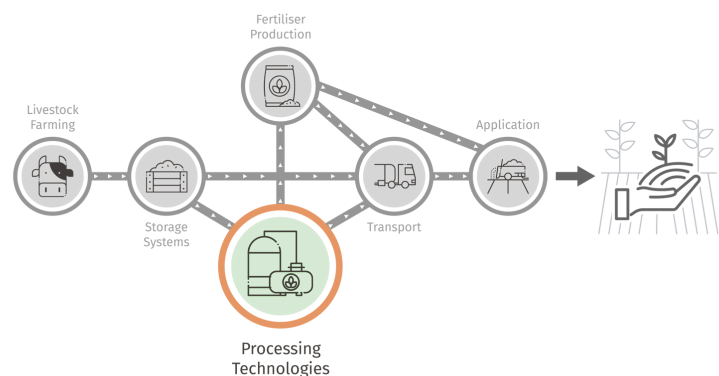 Fertiliser
Production
Livestock
Farming
Application
Storage
Systems
Transport
Processing
Technologies